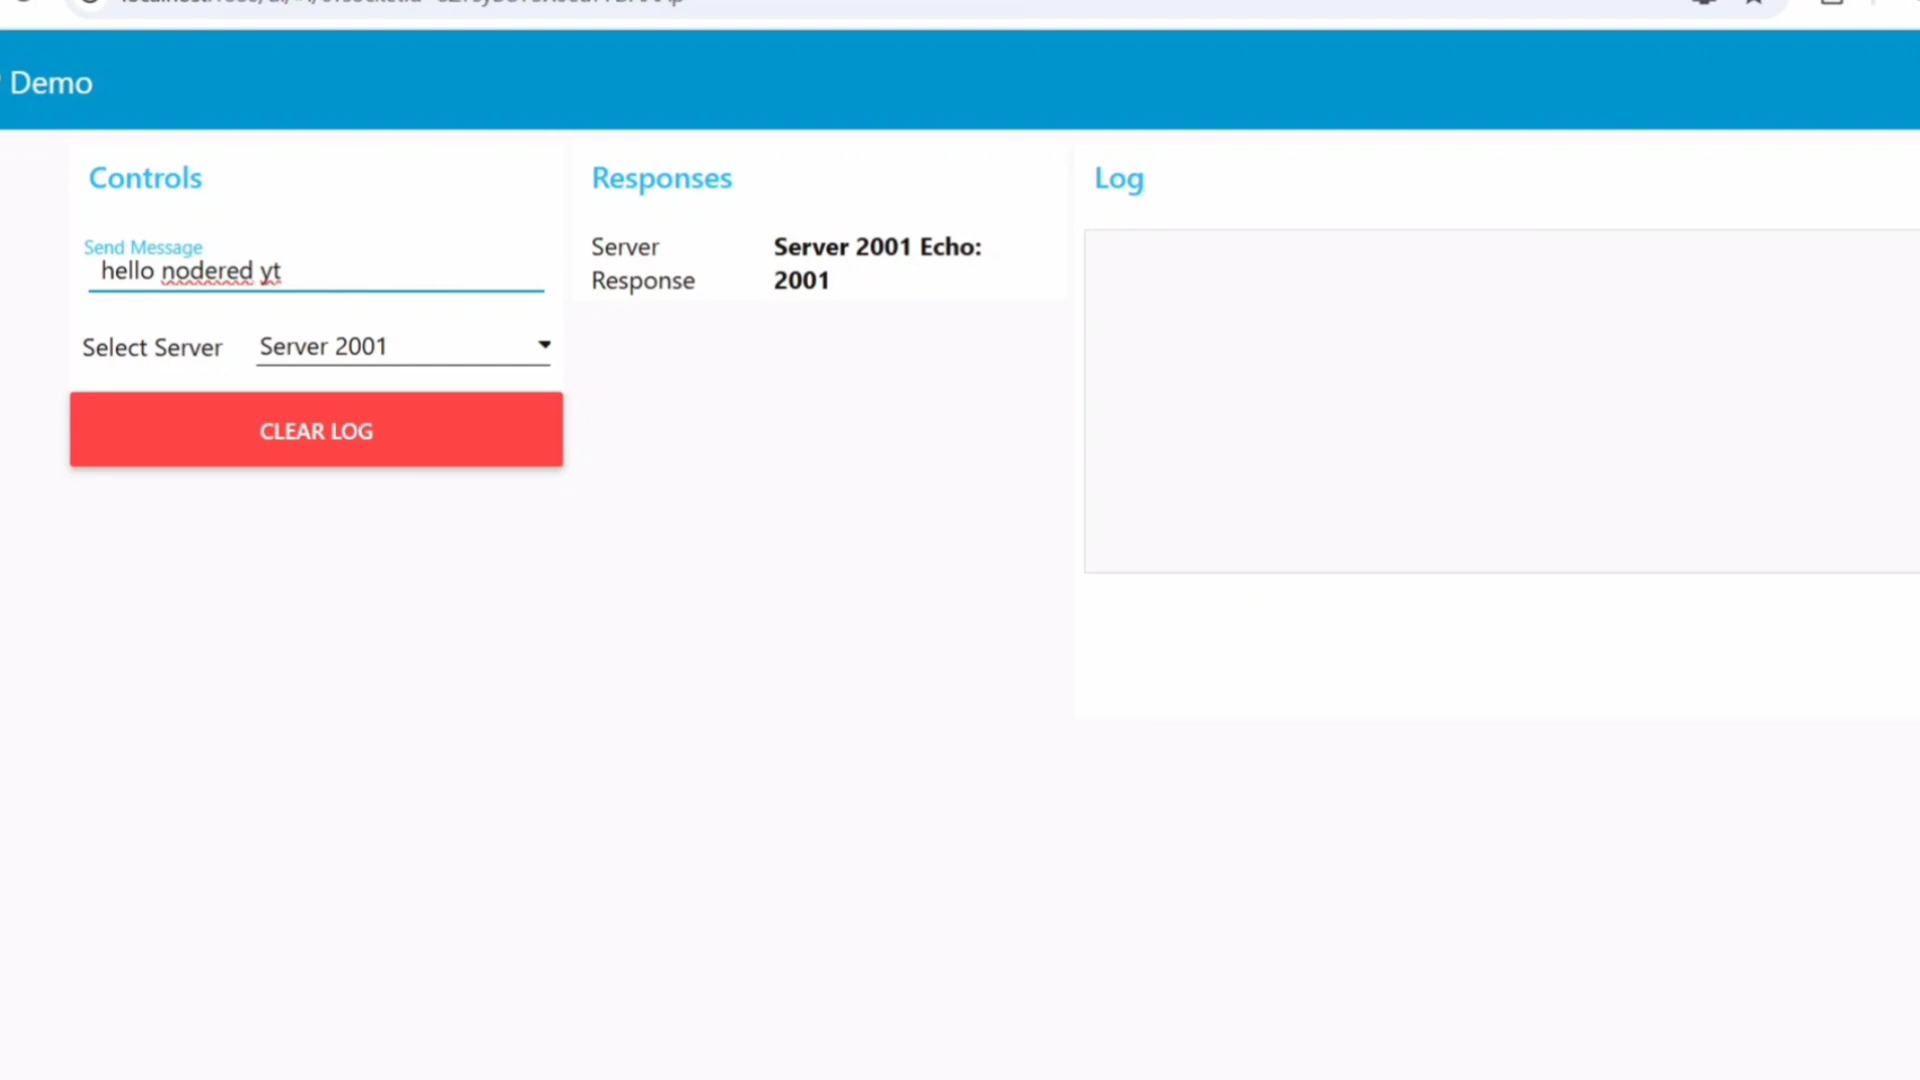 Demo
Controls
Send Message
hello nodered yt
Select Server
Server 2001
CLEAR LOG
Responses
Server
Response
Server 2001 Echo:
2001
Log